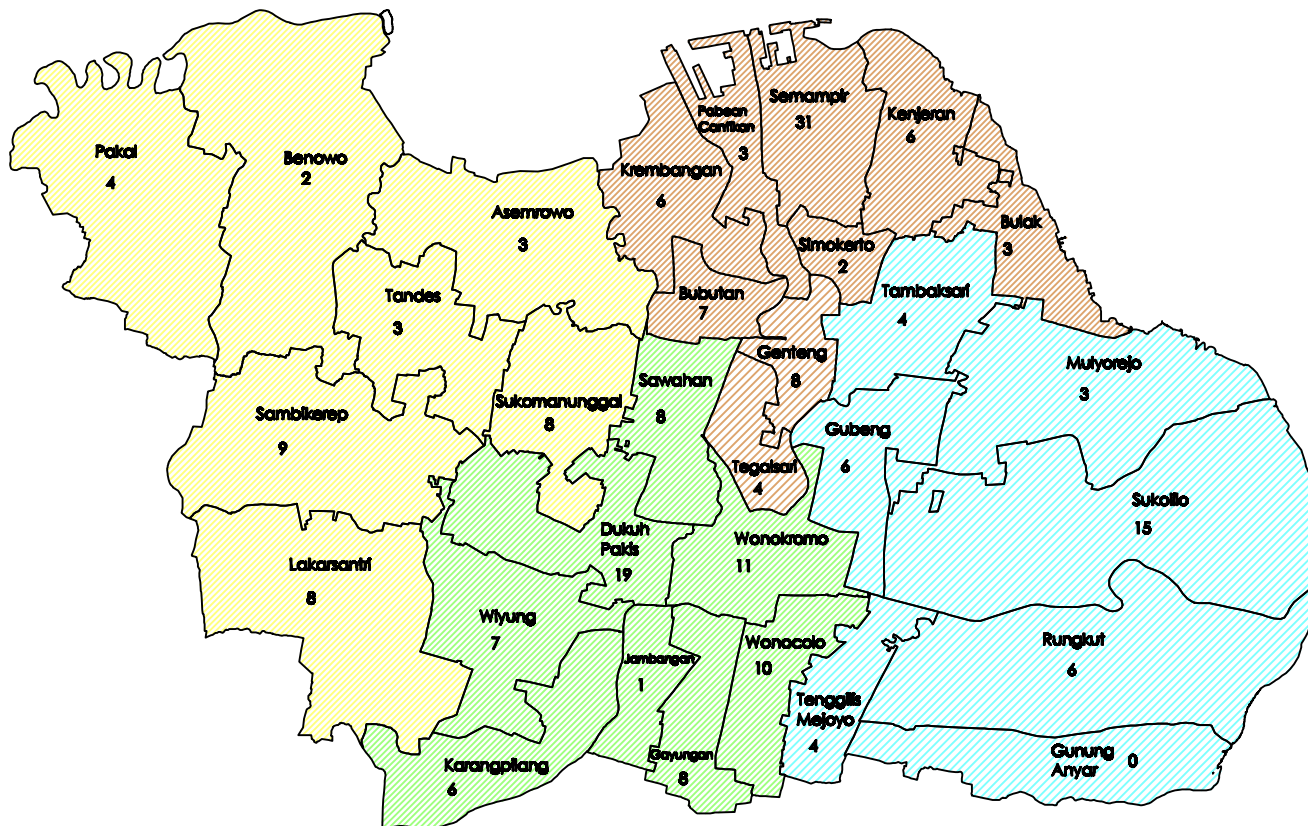 Pakal
4
Benowo
2
Asemrowo
3
Tandes
3
Sambikerep
9
Sukomanunggal
8
Lakarsantri
8
Krembangan
6
Pabean
Cantikan
3
Semampir
31
Kenjeran
6
Bulak
3
Simokerto
2
Bubutan
7
Genteng
8
Tegalsari
4
Tambaksari
4
Mulyorejo
3
Gubeng
6
Sukolilo
15
Sawahan
8
Dukuh
Pakis
19
Wonokromo
11
Wiyung
7
Jambangan
1
Wonocolo
10
Gayungan
8
Karangpilang
6
Tenggilis
Mejoyo
4
Rungkut
6
Gunung
Anyar
0